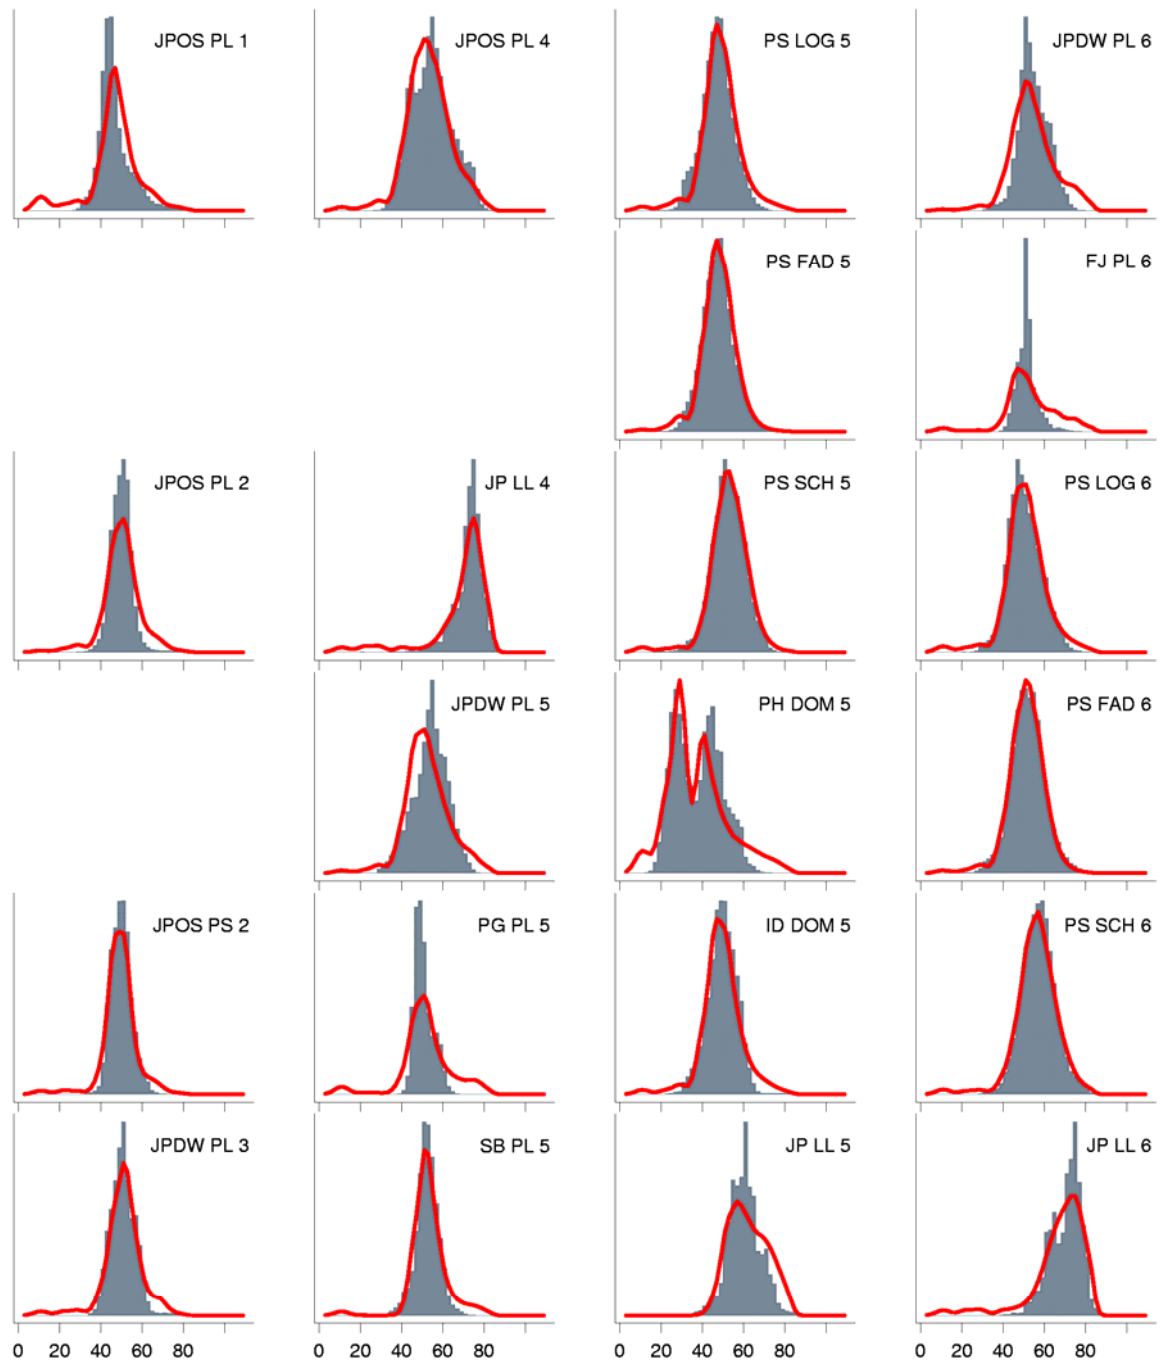 JPOS PL 1
JPOS PL 4
PS LOG 5
JPDW PL 6
PS FAD 5
FJ PL 6
JPOS PL 2
JP LL 4
PS SCH 5
PS LOG 6
JPDW PL 5
PH DOM 5
PS FAD 6
JPOS PS 2
PG PL 5
ID DOM 5
PS SCH 6
JPDW PL 3
SB PL 5
JP LL 5
JP LL 6
0 20 40 60 80 0 20 40 60 80 0 20 40 60 80 0 20 40 60 80